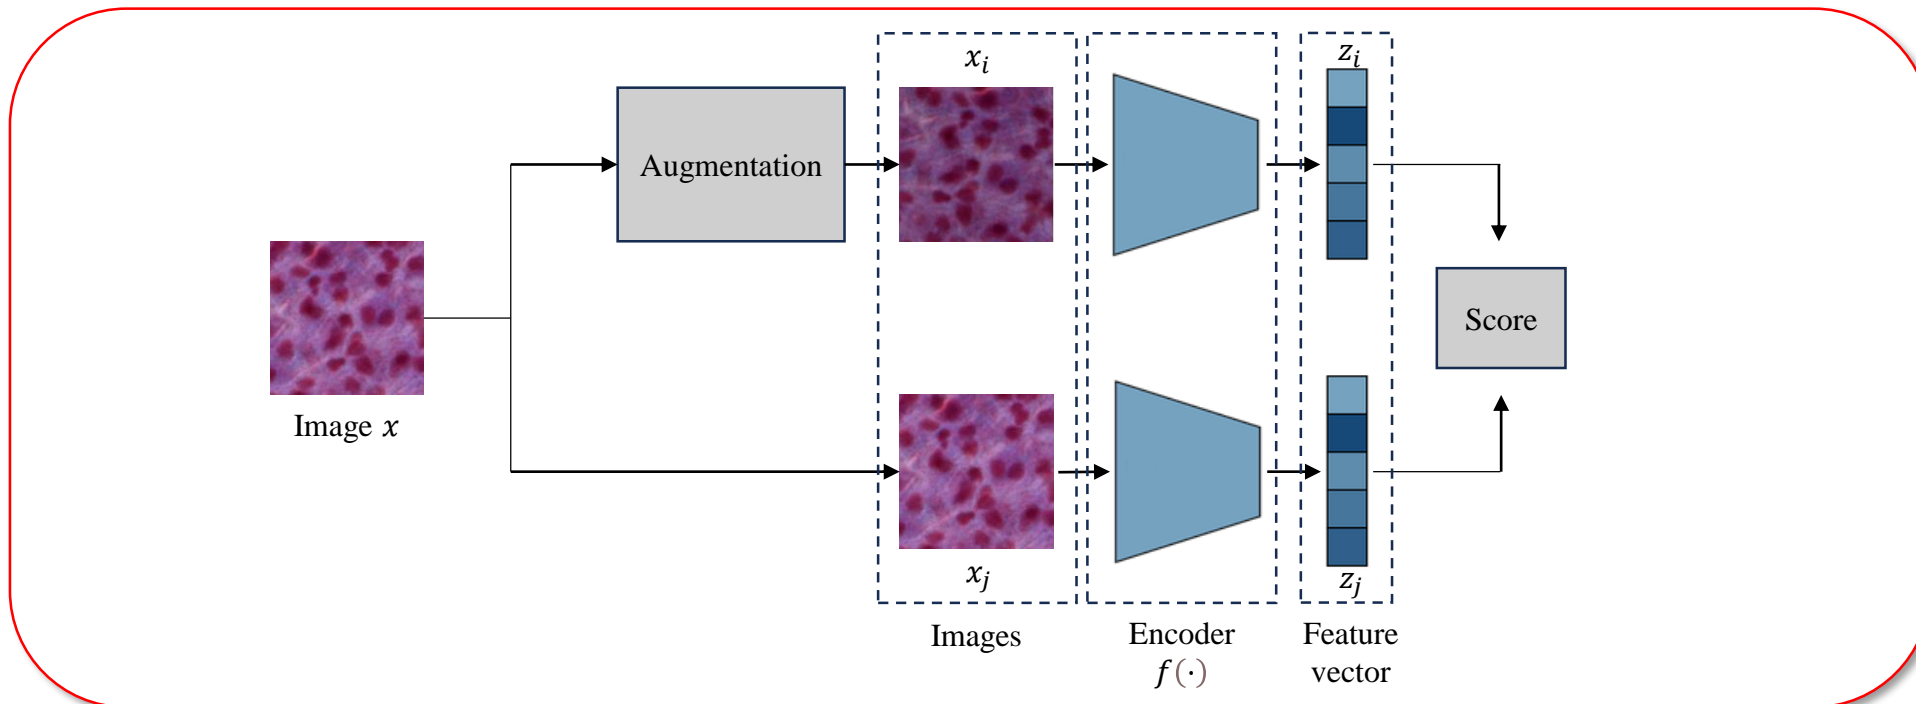 x_i
z_i
Augmentation
Score
Image x
x_j
z_j
Images
Encoder
f(·)
Feature
vector